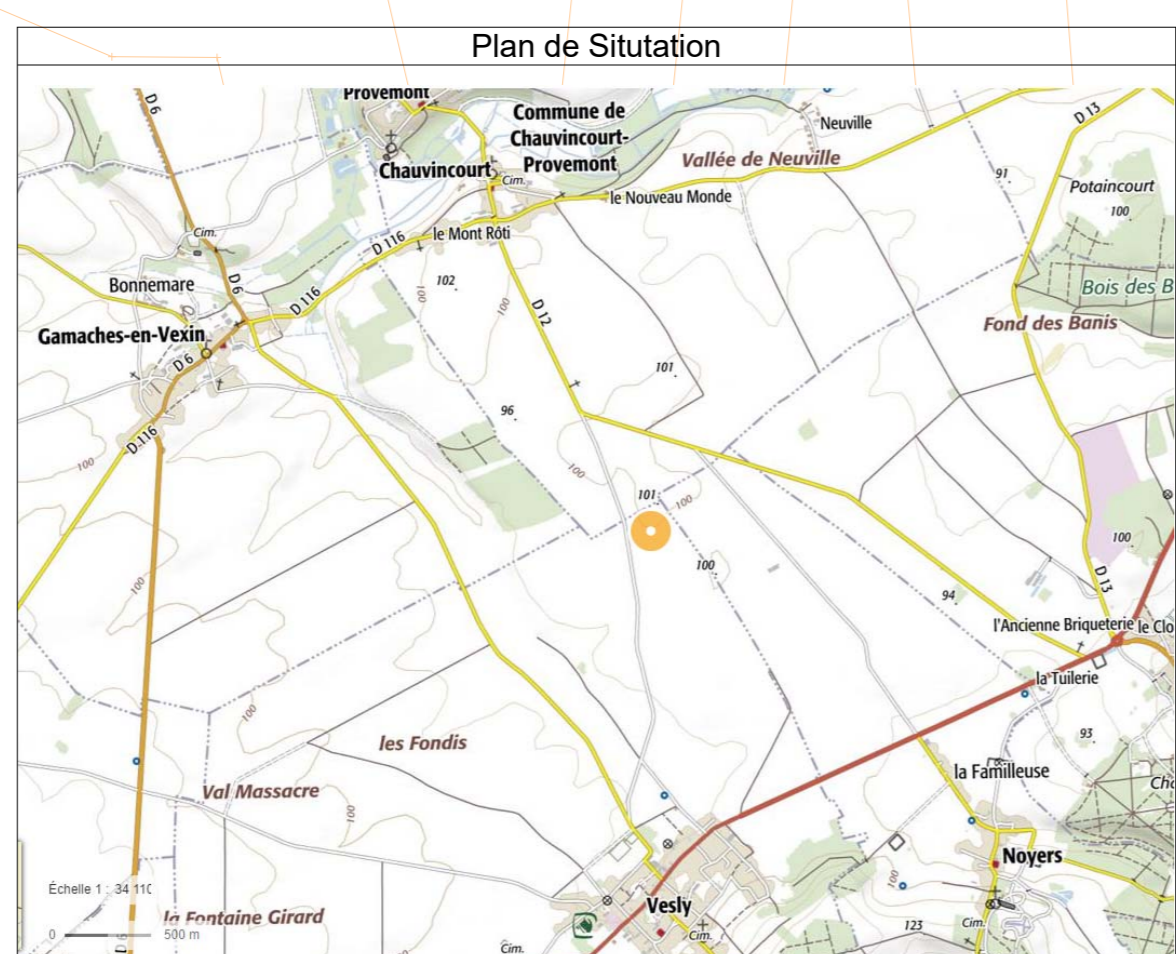 Plan de Situtation
D 6
Provemont
Commune de
Chauvincourt-
Provemont
Neuville
D 13
Chauvincourt
Cim.
Vallée de Neuville
91
Potaincourt
100
le Nouveau Monde
Cim.
D 116
le Mont Rôti
Bonnemare
D 6
102
100
100
D 12
Bois des B
D 116
Gamaches-en-Vexin
Fond des Banis
D 6
101
96
D 116
100
100
101
100
100
100
100
94
D 13
l'Ancienne Briqueterie
le Clo
la Tuilerie
100
les Fondis
93
la Familleuse
Val Massacre
100
Noyers
Échelle 1 : 34 110
100
Vesly
la Fontaine Girard
123
Cim.
0
500 m
D 6
Cim.
Cim.